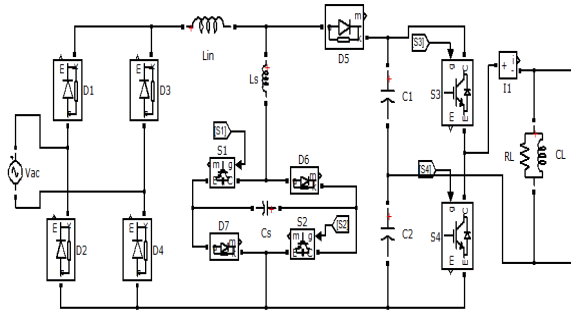 Lin
D5
m
k
[S3]
D1
D3
E
E
Ls
C1
S3
g
C
E
E
I1
+
-
i
[S1]
S1
m
g
E
C
D6
m
k
Vac
RL
CL
[S4]
D7
m
k
Cs
S2
m
g
E
C
[S2]
C2
S4
g
C
E
E
D2
D4
E
E